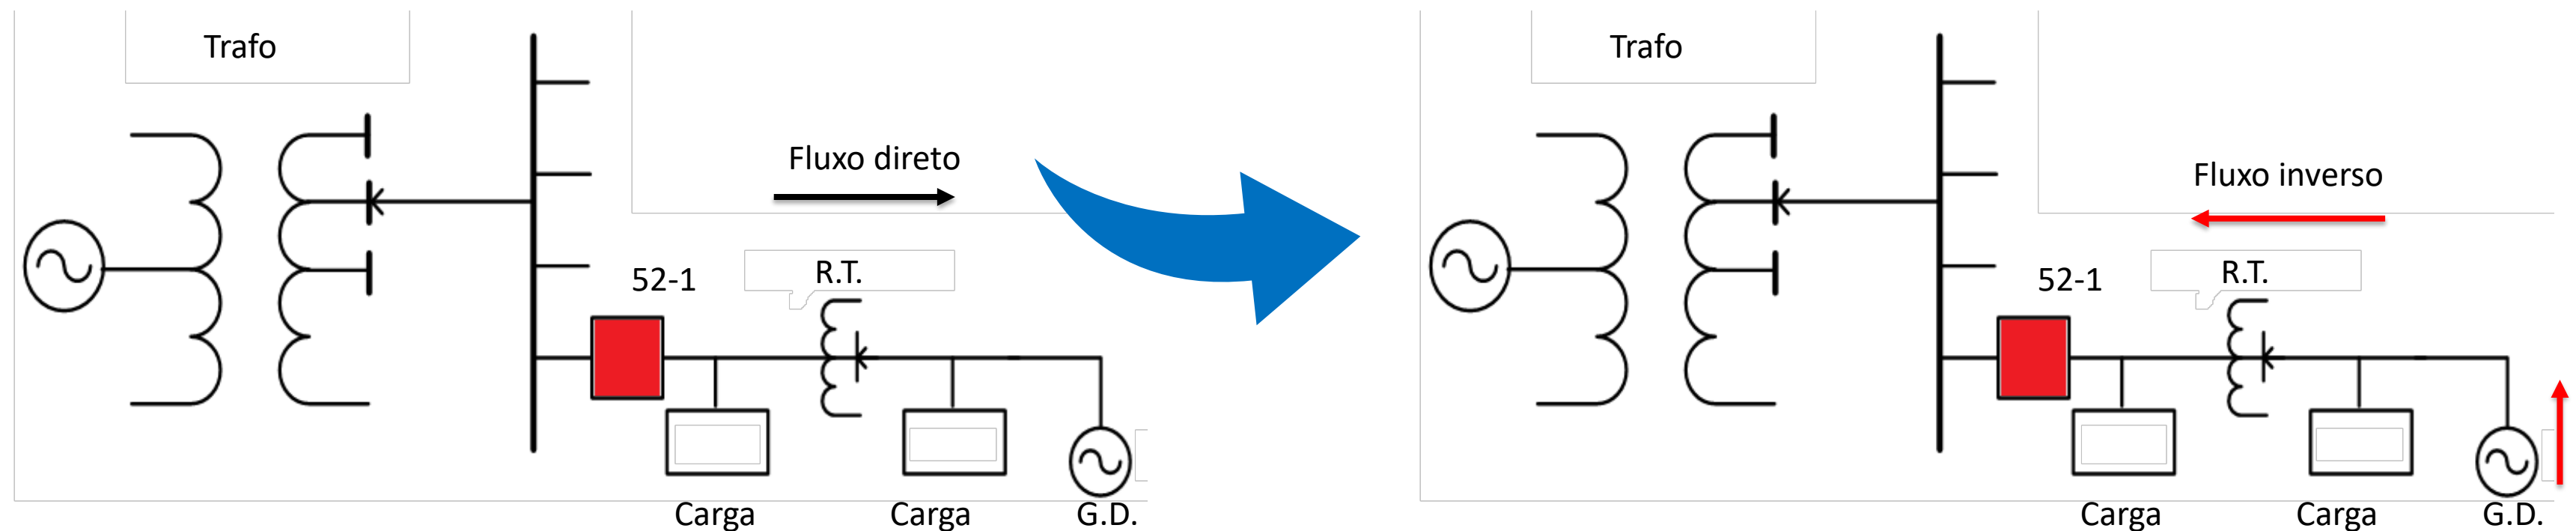 Trafo
Fluxo direto
52-1
R.T.
Carga
Carga
G.D.
Trafo
Fluxo inverso
52-1
R.T.
Carga
Carga
G.D.